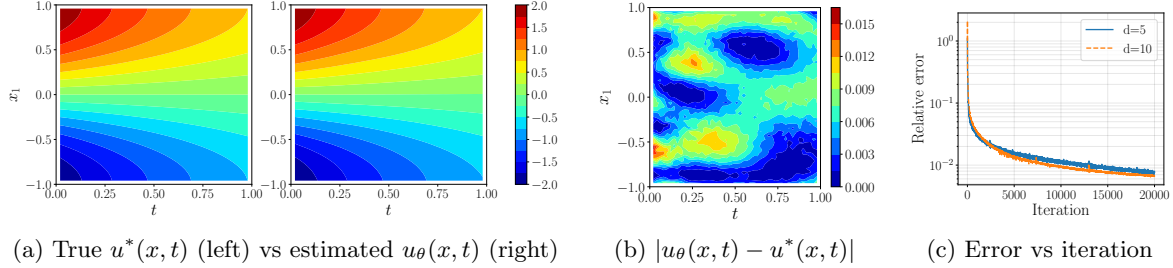 1.0
0.5
0.0
−0.5
−1.0
x₁
0.00 0.25 0.50 0.75 1.00
t
0.00 0.25 0.50 0.75 1.00
t
2.0
1.5
1.0
0.5
0.0
−0.5
−1.0
−1.5
−2.0
(a) True u*(x, t) (left) vs estimated u_θ(x, t) (right)
1.0
0.5
0.0
−0.5
−1.0
x₁
0.00 0.25 0.50 0.75 1.00
t
0.015
0.012
0.009
0.006
0.003
0.000
(b) |u_θ(x, t) − u*(x, t)|
10⁰
10⁻¹
10⁻²
Relative error
d=5
d=10
0 5000 10000 15000 20000
Iteration
(c) Error vs iteration